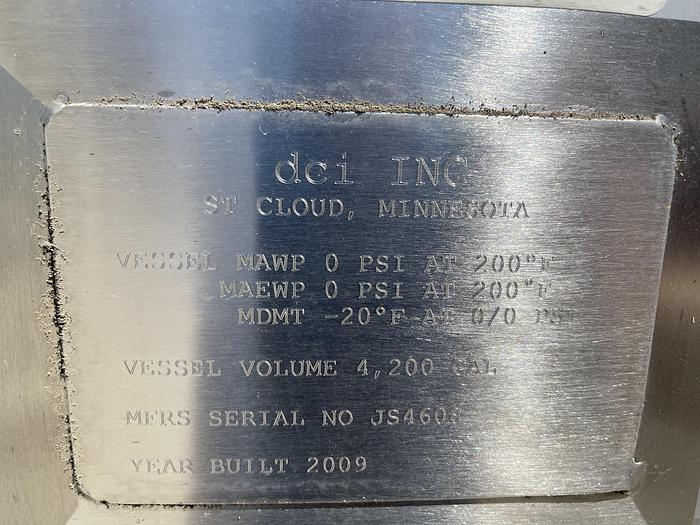 dci INC
ST CLOUD, MINNESOTA
VESSEL MAWP 0 PSI AT 200°F
MAEWP 0 PSI AT 200°F
MDMT -20°F AT 0/0 PSI
VESSEL VOLUME 4,200 GAL
MFRS SERIAL NO
YEAR BUILT 2009